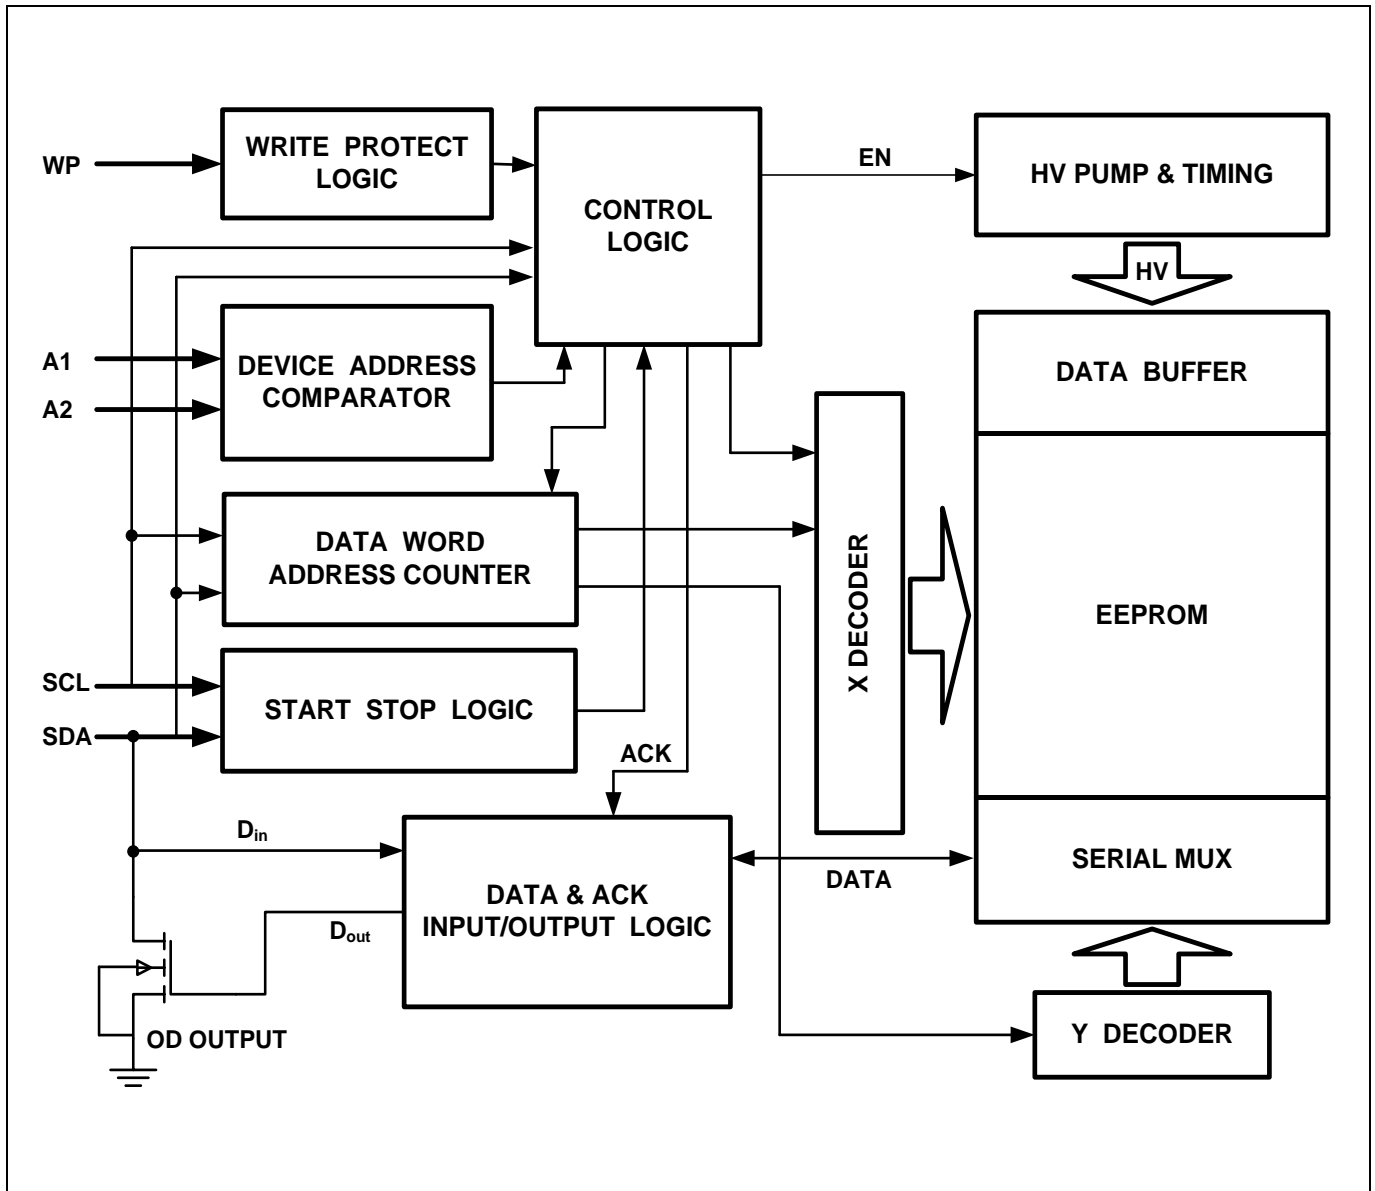 WP
WRITE PROTECT
LOGIC
CONTROL
LOGIC
EN
HV PUMP & TIMING
HV
A1
A2
DEVICE ADDRESS
COMPARATOR
DATA BUFFER
DATA WORD
ADDRESS COUNTER
X DECODER
EEPROM
SCL
SDA
START STOP LOGIC
ACK
Din
DATA & ACK
INPUT/OUTPUT LOGIC
Dout
DATA
SERIAL MUX
OD OUTPUT
Y DECODER